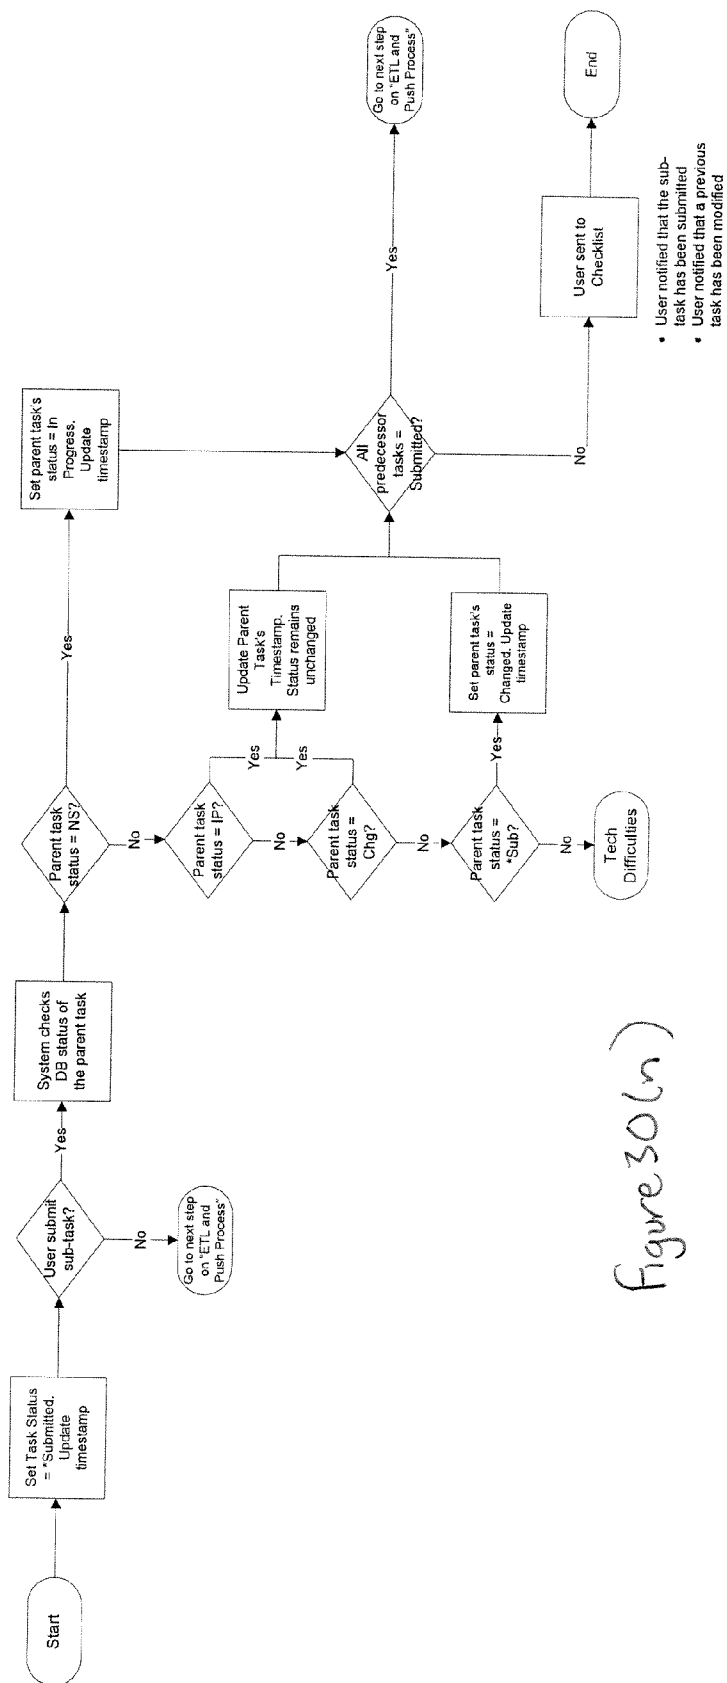 Start
Set Task Status
= *Submitted.
Update
timestamp
User submit
sub-task?
Yes
No
Go to next step
on "ETL and
Push Process"
System checks
DB status of
the parent task
Parent task
status = NS?
Yes
No
Set parent task's
status = In
Progress.
Update
timestamp
Parent task
status = IP?
Yes
No
Parent task
status =
Chg?
Yes
No
Update Parent
Task's
Timestamp.
Status remains
unchanged
Parent task
status =
*Sub?
Yes
No
Tech
Difficulties
Set parent task's
status =
Changed. Update
timestamp
All
predecessor
tasks =
Submitted?
Yes
No
Go to next step
on "ETL and
Push Process"
User sent to
Checklist
End
• User notified that the sub-
task has been submitted
• User notified that a previous
task has been modified
Figure 30(n)